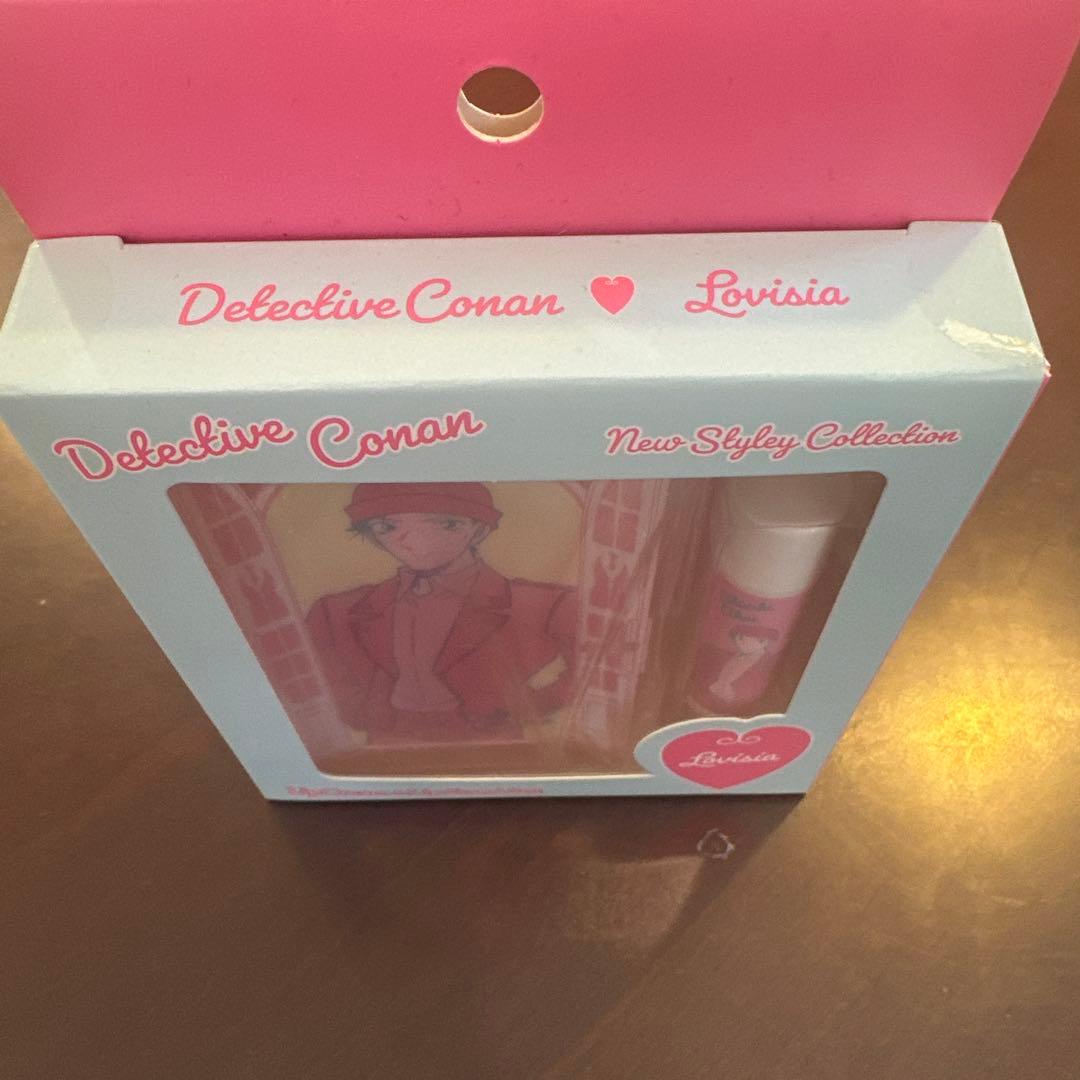 Detective Conan ♥ Lovisia
Detective Conan
New Styley Collection
Lovisia